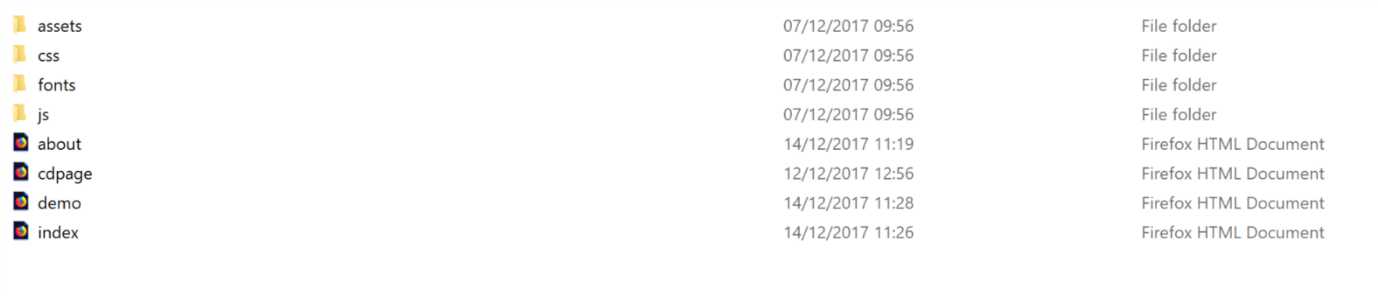 assets 07/12/2017 09:56 File folder
css 07/12/2017 09:56 File folder
fonts 07/12/2017 09:56 File folder
js 07/12/2017 09:56 File folder
about 14/12/2017 11:19 Firefox HTML Document
cdpage 12/12/2017 12:56 Firefox HTML Document
demo 14/12/2017 11:28 Firefox HTML Document
index 14/12/2017 11:26 Firefox HTML Document